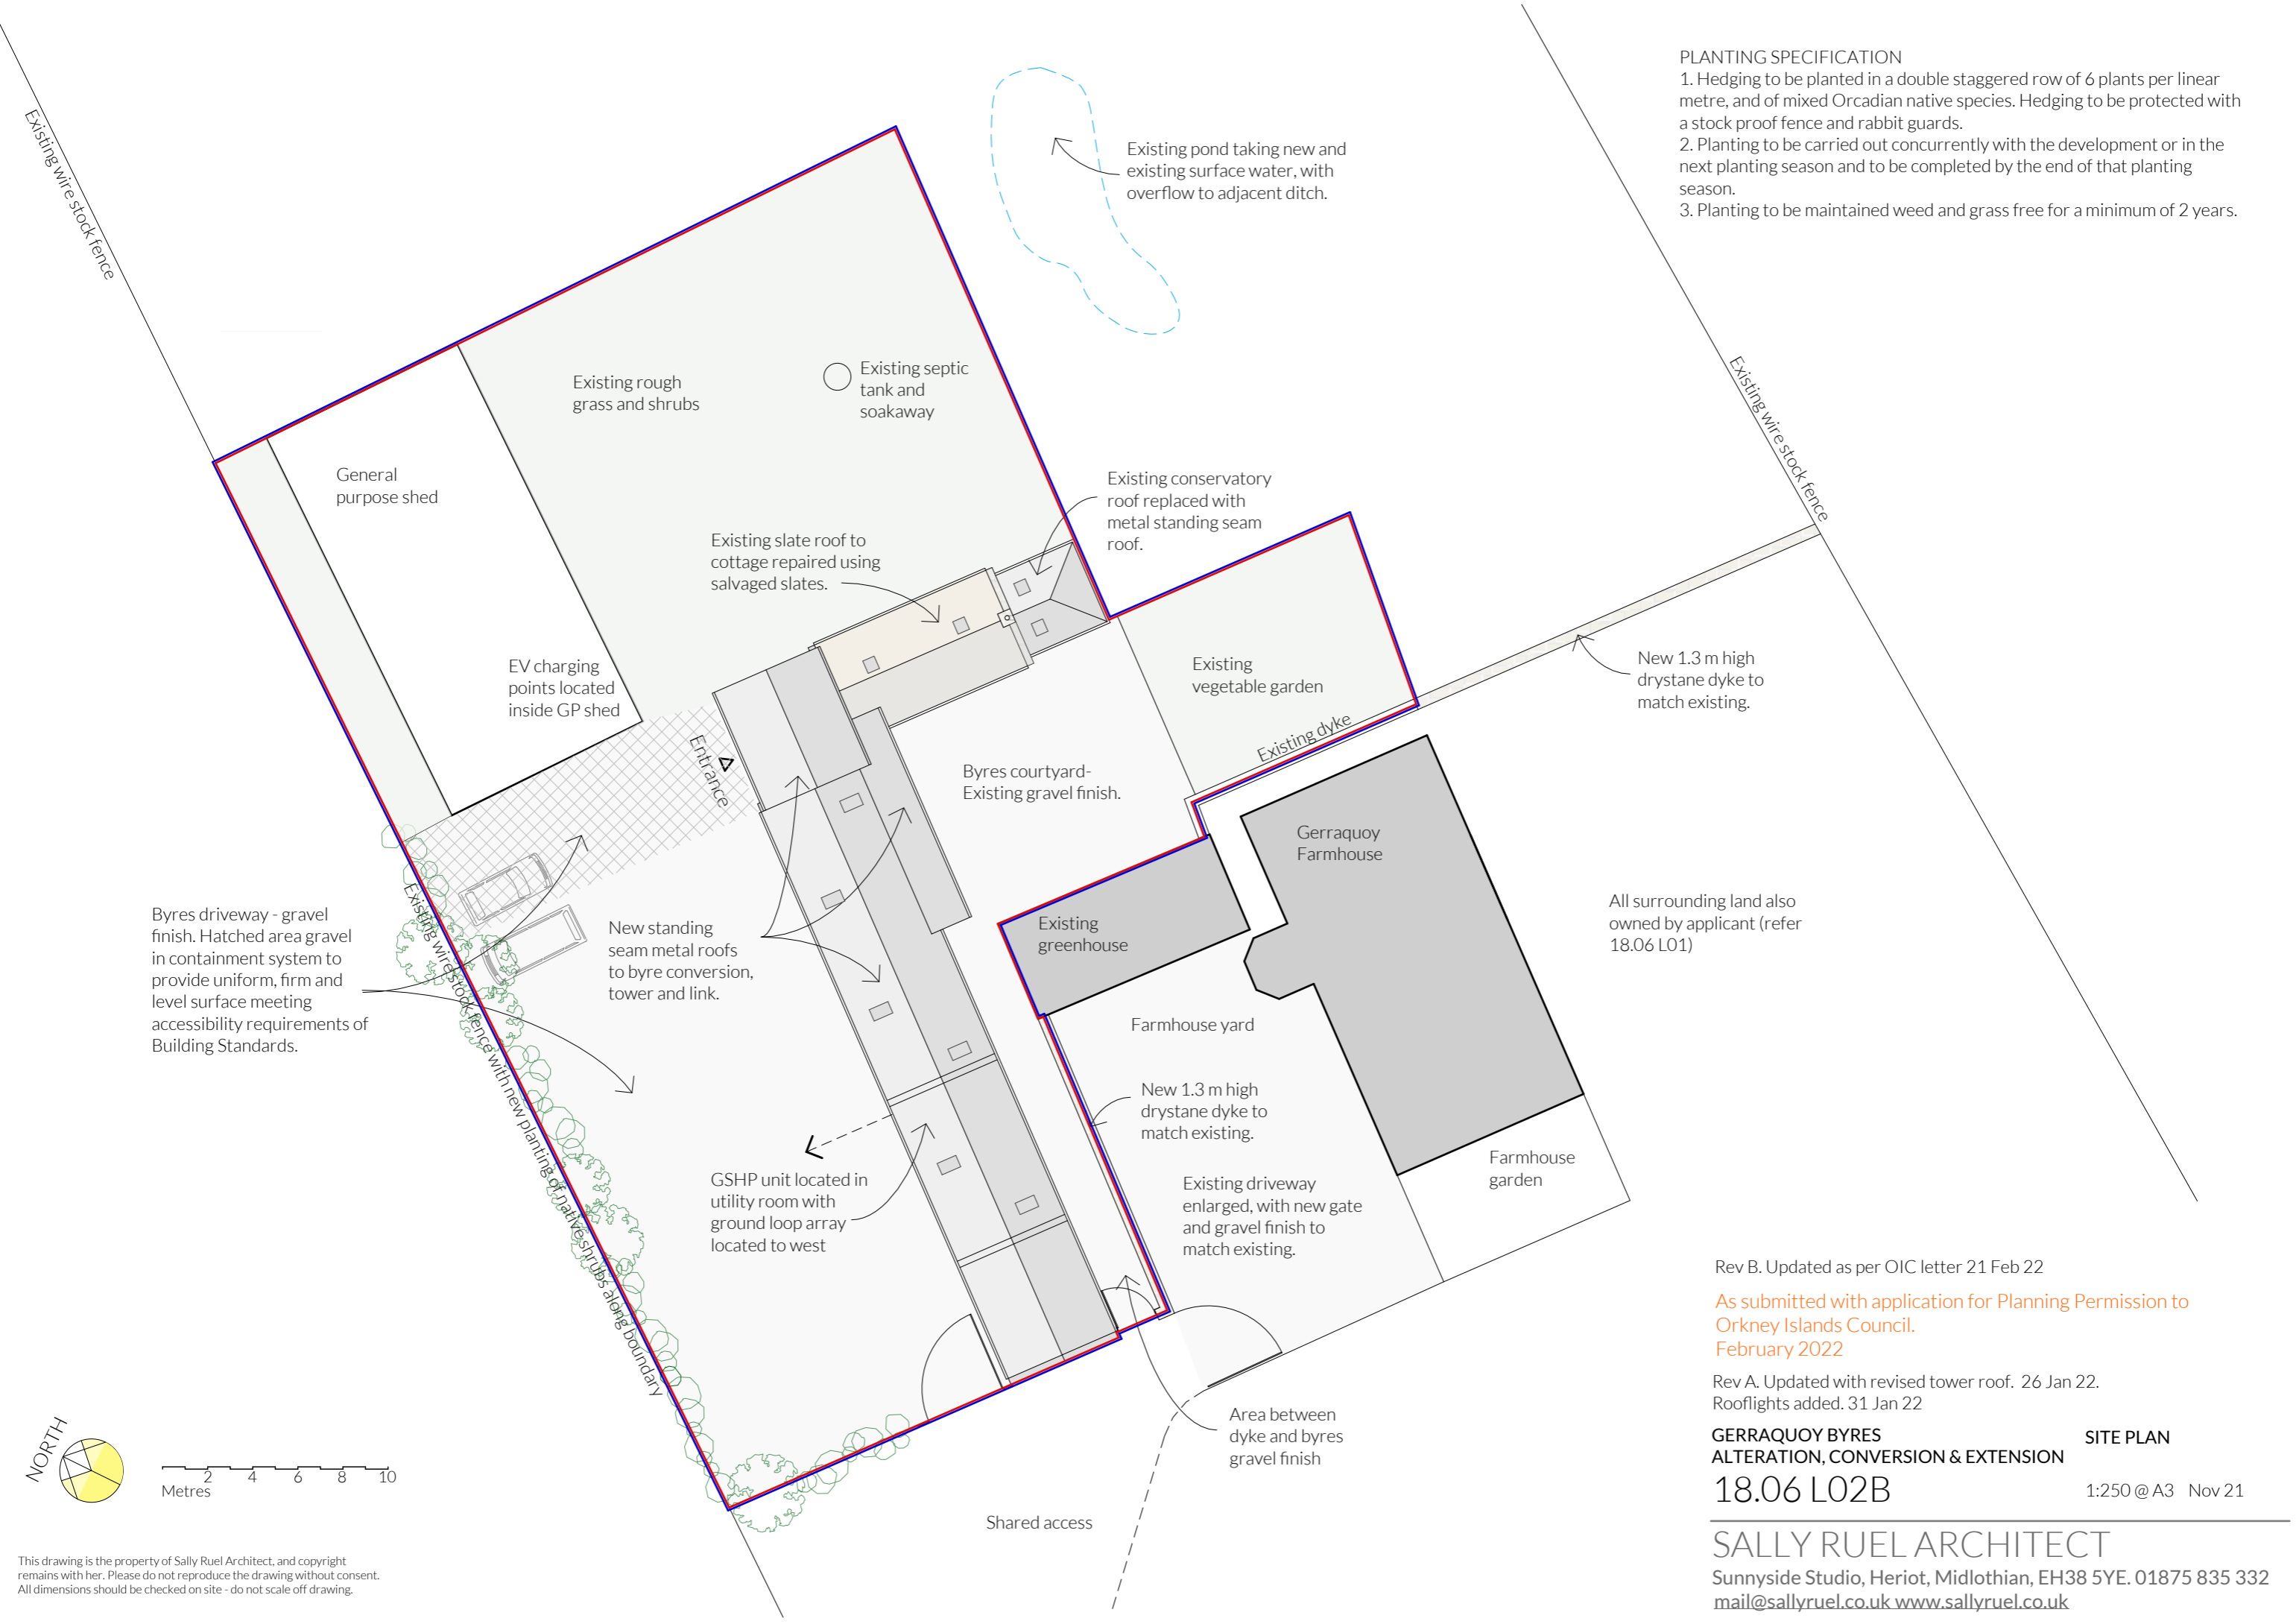 PLANTING SPECIFICATION
1. Hedging to be planted in a double staggered row of 6 plants per linear
metre, and of mixed Orcadian native species. Hedging to be protected with
a stock proof fence and rabbit guards.
2. Planting to be carried out concurrently with the development or in the
next planting season and to be completed by the end of that planting
season.
3. Planting to be maintained weed and grass free for a minimum of 2 years.
Existing wire stock fence
Existing pond taking new and
existing surface water, with
overflow to adjacent ditch.
Existing rough
grass and shrubs
Existing septic
tank and
soakaway
General
purpose shed
Existing conservatory
roof replaced with
metal standing seam
roof.
Existing wire stock fence
Existing slate roof to
cottage repaired using
salvaged slates.
EV charging
points located
inside GP shed
Existing
vegetable garden
New 1.3 m high
drystane dyke to
match existing.
Existing dyke
Entrance
Byres courtyard-
Existing gravel finish.
Gerraquoy
Farmhouse
Existing
greenhouse
All surrounding land also
owned by applicant (refer
18.06 L01)
Byres driveway - gravel
finish. Hatched area gravel
in containment system to
provide uniform, firm and
level surface meeting
accessibility requirements of
Building Standards.
New standing
seam metal roofs
to byre conversion,
tower and link.
Existing wire stock fence with new planting of native shrubs along boundary
Farmhouse yard
New 1.3 m high
drystane dyke to
match existing.
GSHP unit located in
utility room with
ground loop array
located to west
Existing driveway
enlarged, with new gate
and gravel finish to
match existing.
Farmhouse
garden
Area between
dyke and byres
gravel finish
Shared access
NORTH
2 4 6 8 10
Metres
This drawing is the property of Sally Ruel Architect, and copyright
remains with her. Please do not reproduce the drawing without consent.
All dimensions should be checked on site - do not scale off drawing.
Rev B. Updated as per OIC letter 21 Feb 22
As submitted with application for Planning Permission to
Orkney Islands Council.
February 2022
Rev A. Updated with revised tower roof. 26 Jan 22.
Rooflights added. 31 Jan 22
GERRAQUOY BYRES
ALTERATION, CONVERSION & EXTENSION
SITE PLAN
18.06 L02B
1:250 @ A3 Nov 21
SALLY RUEL ARCHITECT
Sunnyside Studio, Heriot, Midlothian, EH38 5YE. 01875 835 332
mail@sallyruel.co.uk www.sallyruel.co.uk